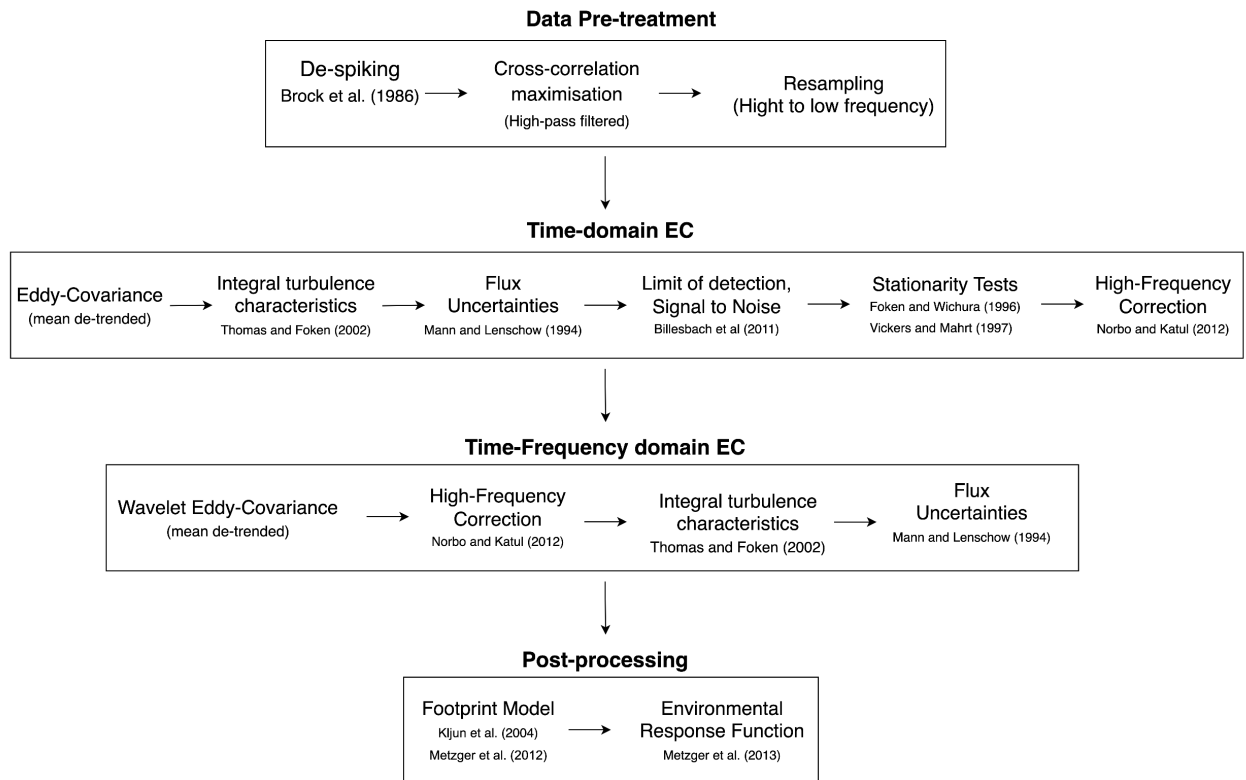 Data Pre-treatment
De-spiking
Brock et al. (1986)
Cross-correlation
maximisation
(High-pass filtered)
Resampling
(Hight to low frequency)
Time-domain EC
Eddy-Covariance
(mean de-trended)
Integral turbulence
characteristics
Thomas and Foken (2002)
Flux
Uncertainties
Mann and Lenschow (1994)
Limit of detection,
Signal to Noise
Billesbach et al (2011)
Stationarity Tests
Foken and Wichura (1996)
Vickers and Mahrt (1997)
High-Frequency
Correction
Norbo and Katul (2012)
Time-Frequency domain EC
Wavelet Eddy-Covariance
(mean de-trended)
High-Frequency
Correction
Norbo and Katul (2012)
Integral turbulence
characteristics
Thomas and Foken (2002)
Flux
Uncertainties
Mann and Lenschow (1994)
Post-processing
Footprint Model
Kljun et al. (2004)
Metzger et al. (2012)
Environmental
Response Function
Metzger et al. (2013)